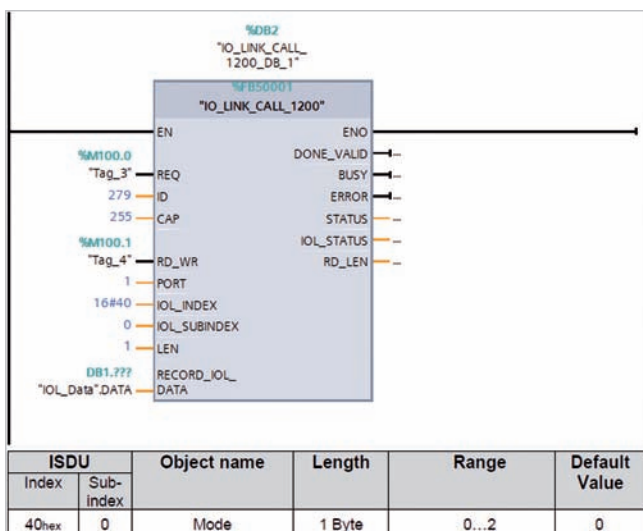 %DB2
"IO_LINK_CALL_
1200_DB_1"
%FB50001
"IO_LINK_CALL_1200"
EN ENO
DONE_VALID ...
%M100.0
"Tag_3" REQ BUSY ...
279 ID ERROR ...
255 CAP STATUS ...
IOL_STATUS ...
%M100.1
"Tag_4" RD_WR RD_LEN ...
1 PORT
16#40 IOL_INDEX
0 IOL_SUBINDEX
1 LEN
DB1.??? RECORD_IOL_
"IOL_Data".DATA DATA
ISDU Object name Length Range Default
Index Sub- Value
index
40hex 0 Mode 1 Byte 0...2 0